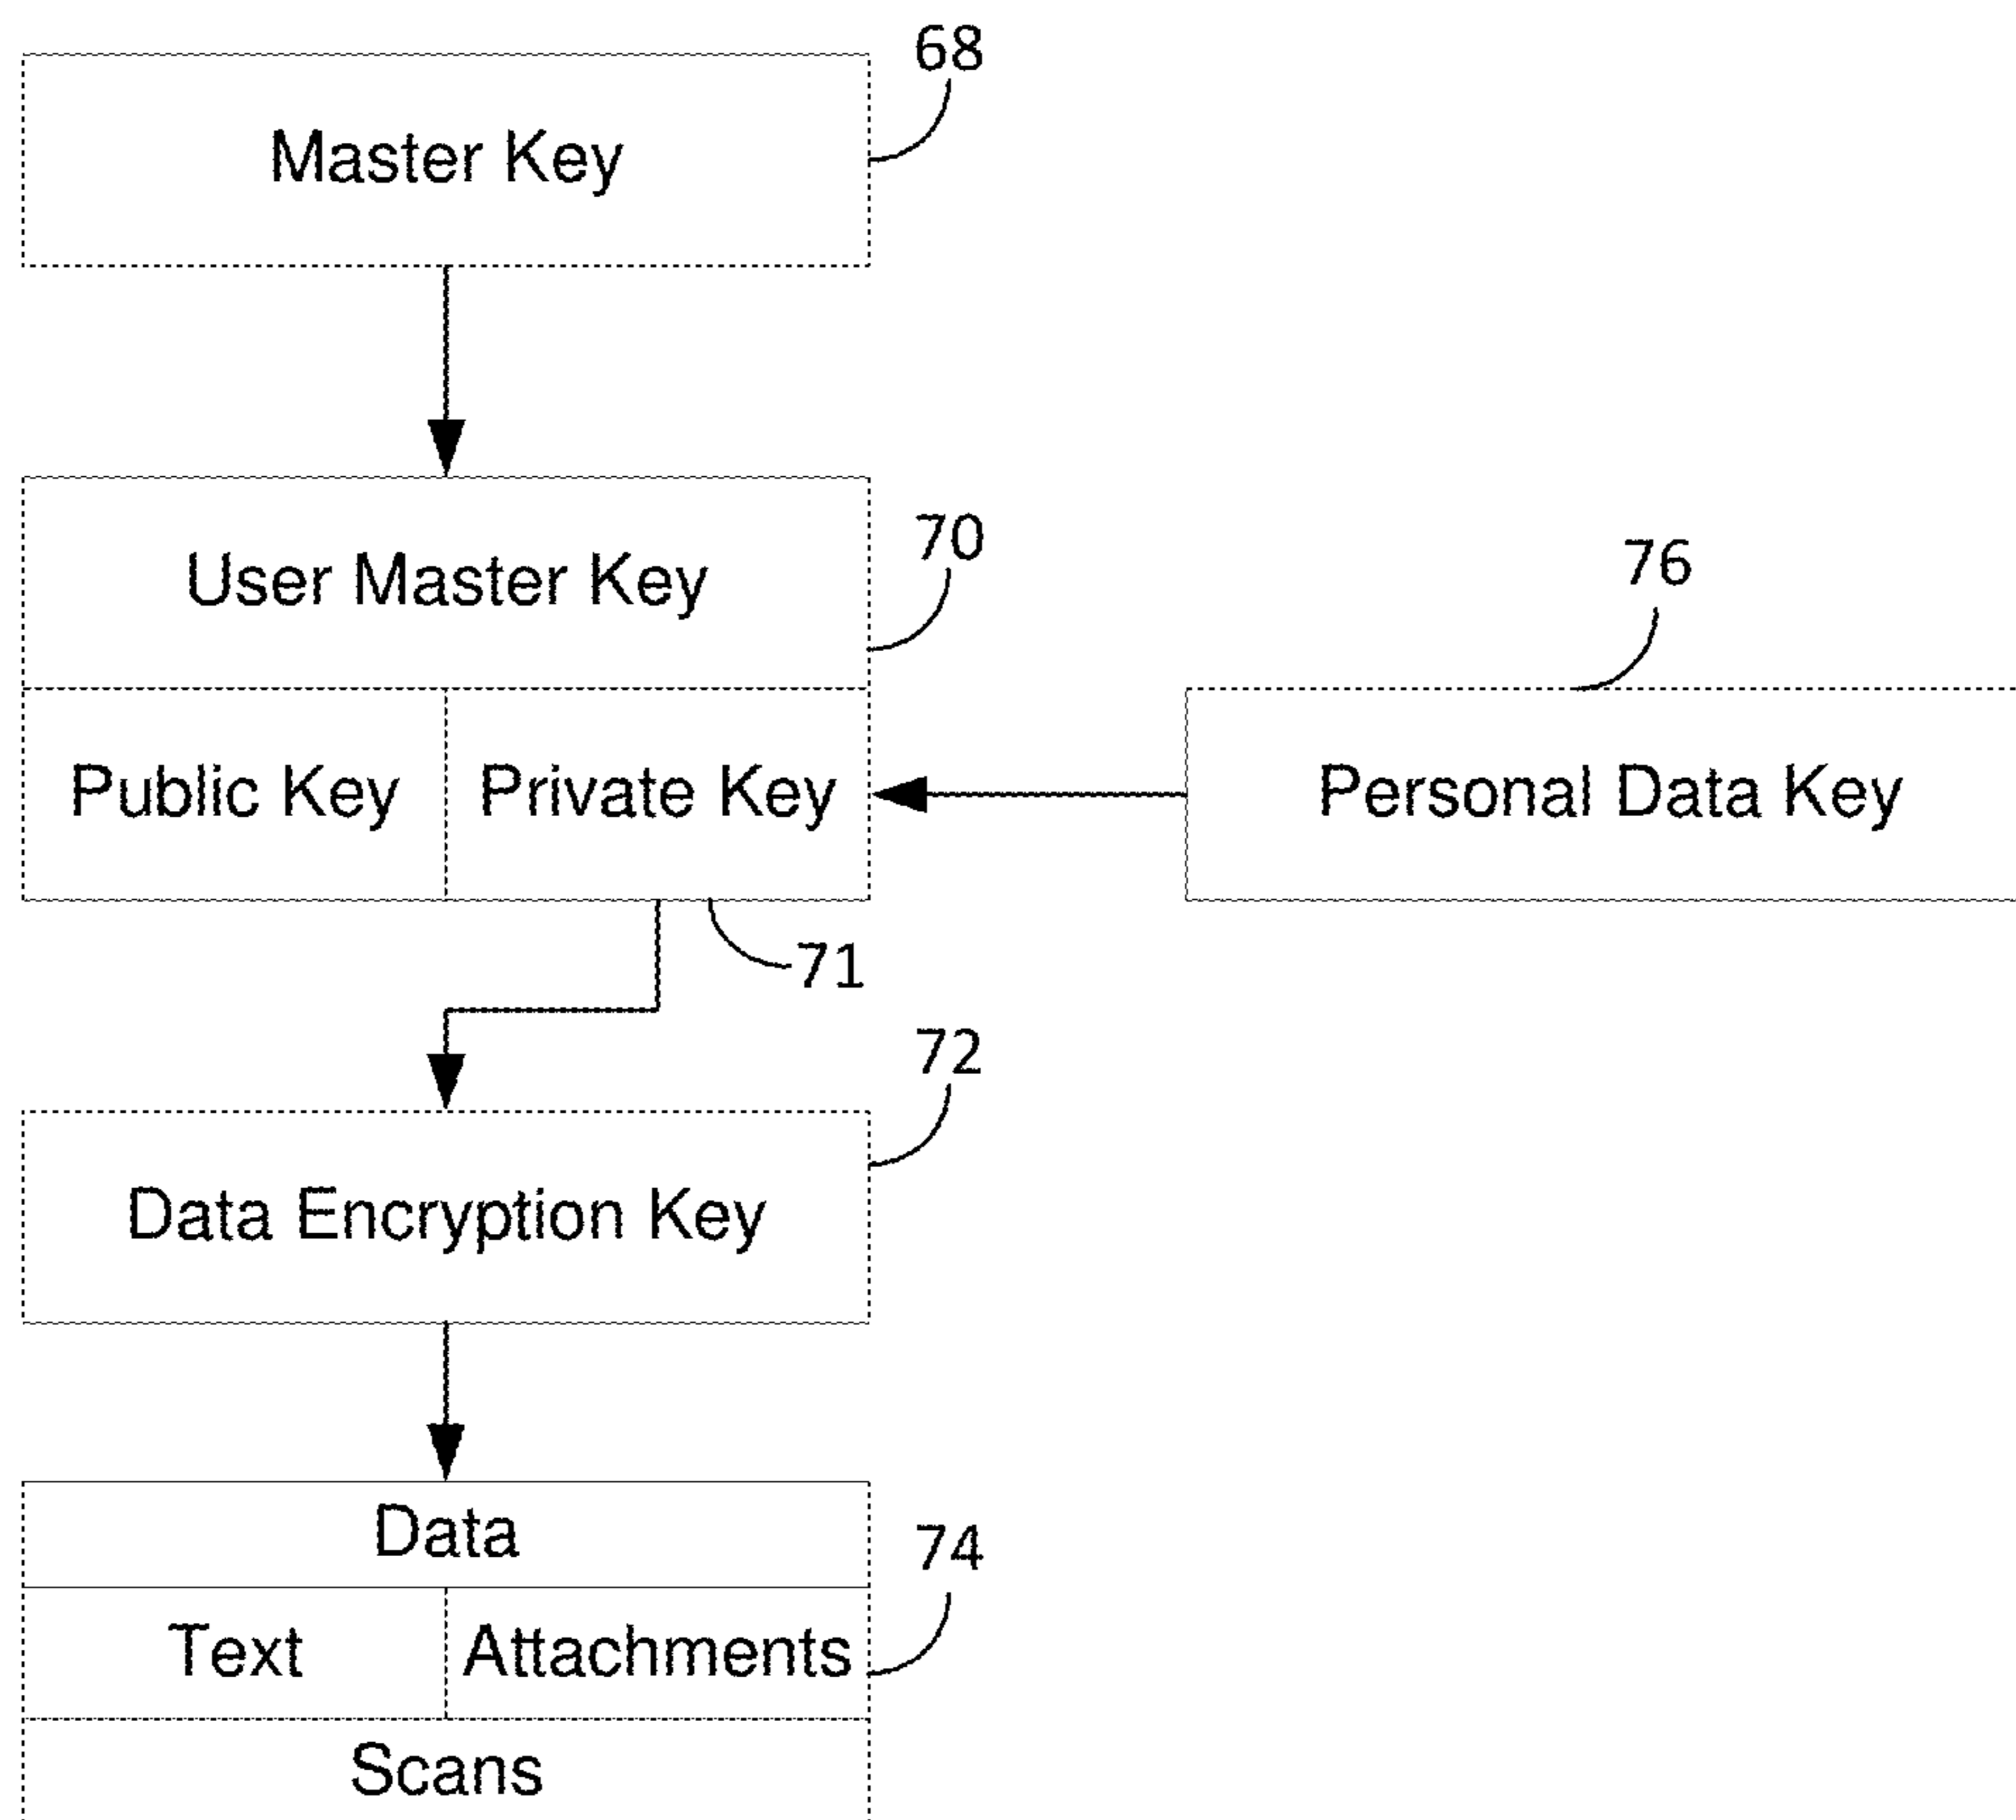 68
Master Key
70
User Master Key
76
Public Key Private Key
Personal Data Key
71
72
Data Encryption Key
Data
74
Text Attachments
Scans